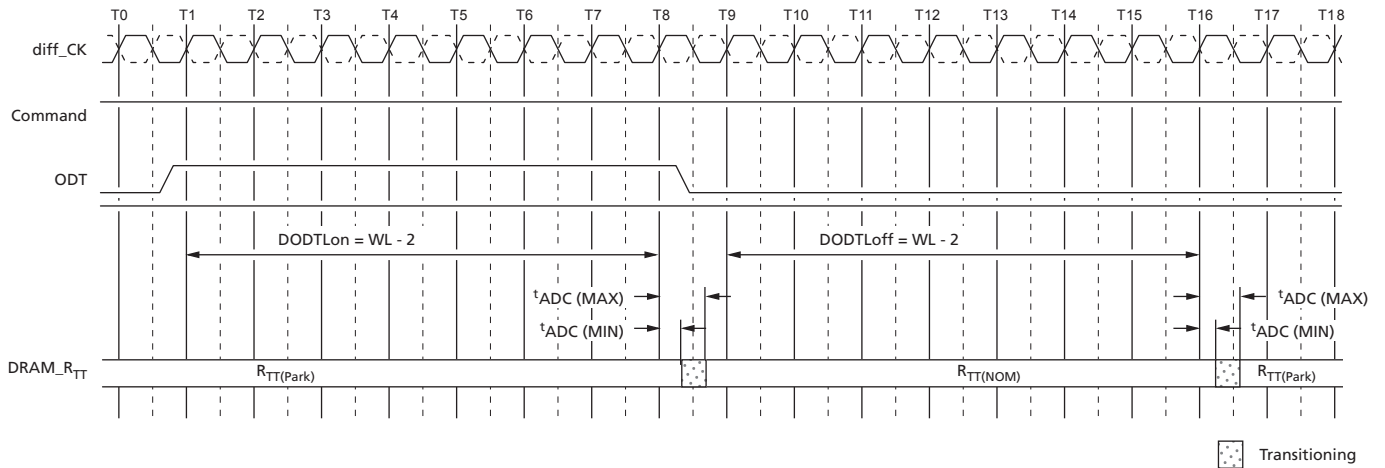 T0 T1 T2 T3 T4 T5 T6 T7 T8 T9 T10 T11 T12 T13 T14 T15 T16 T17 T18
diff_CK
Command
ODT
DODTLon = WL - 2 DODTLoff = WL - 2
tADC (MAX) tADC (MAX)
tADC (MIN) tADC (MIN)
DRAM_RTT RTT(Park) RTT(NOM) RTT(Park)
Transitioning